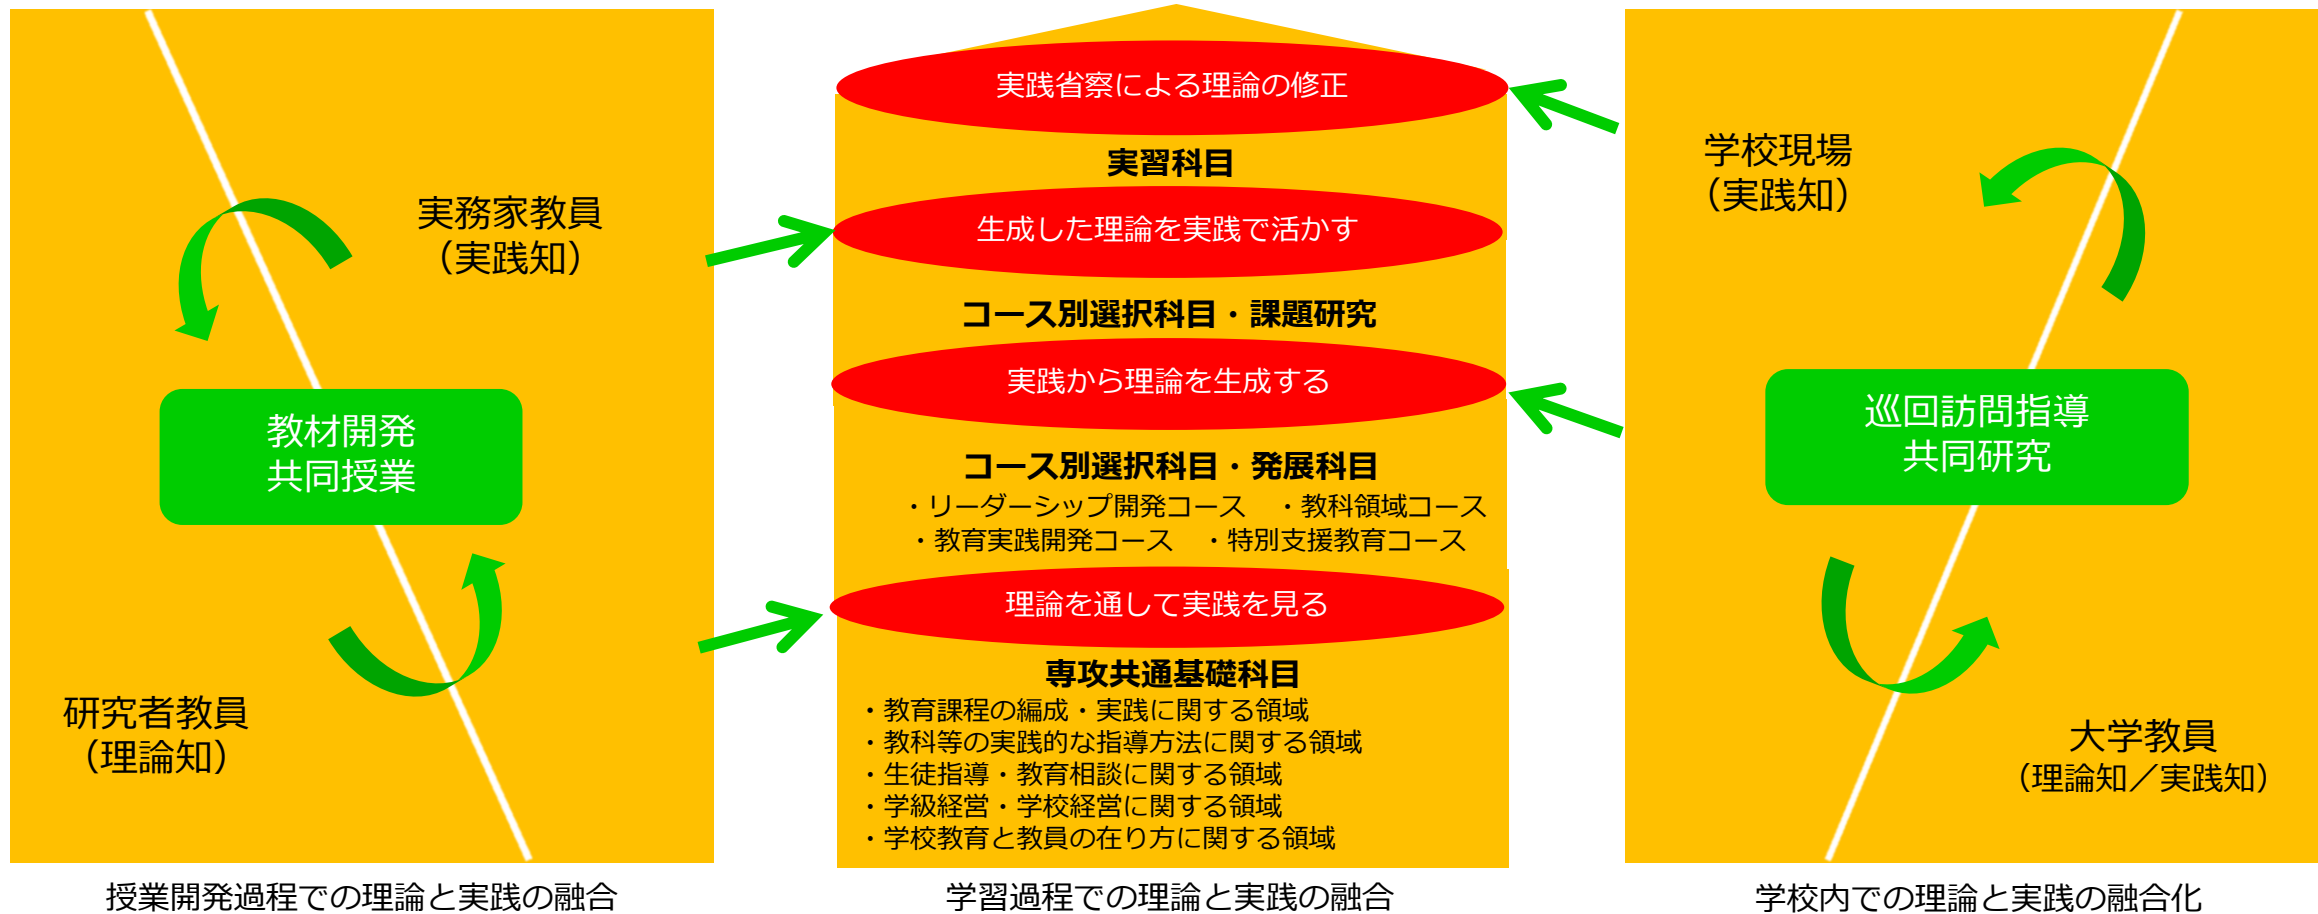 実務家教員
（実践知）
教材開発
共同授業
研究者教員
（理論知）
授業開発過程での理論と実践の融合
実践省察による理論の修正
実習科目
生成した理論を実践で活かす
コース別選択科目・課題研究
実践から理論を生成する
コース別選択科目・発展科目
・リーダーシップ開発コース　・教科領域コース
・教育実践開発コース　・特別支援教育コース
理論を通して実践を見る
専攻共通基礎科目
・教育課程の編成・実践に関する領域
・教科等の実践的な指導方法に関する領域
・生徒指導・教育相談に関する領域
・学級経営・学校経営に関する領域
・学校教育と教員の在り方に関する領域
学習過程での理論と実践の融合
学校現場
（実践知）
巡回訪問指導
共同研究
大学教員
（理論知／実践知）
学校内での理論と実践の融合化